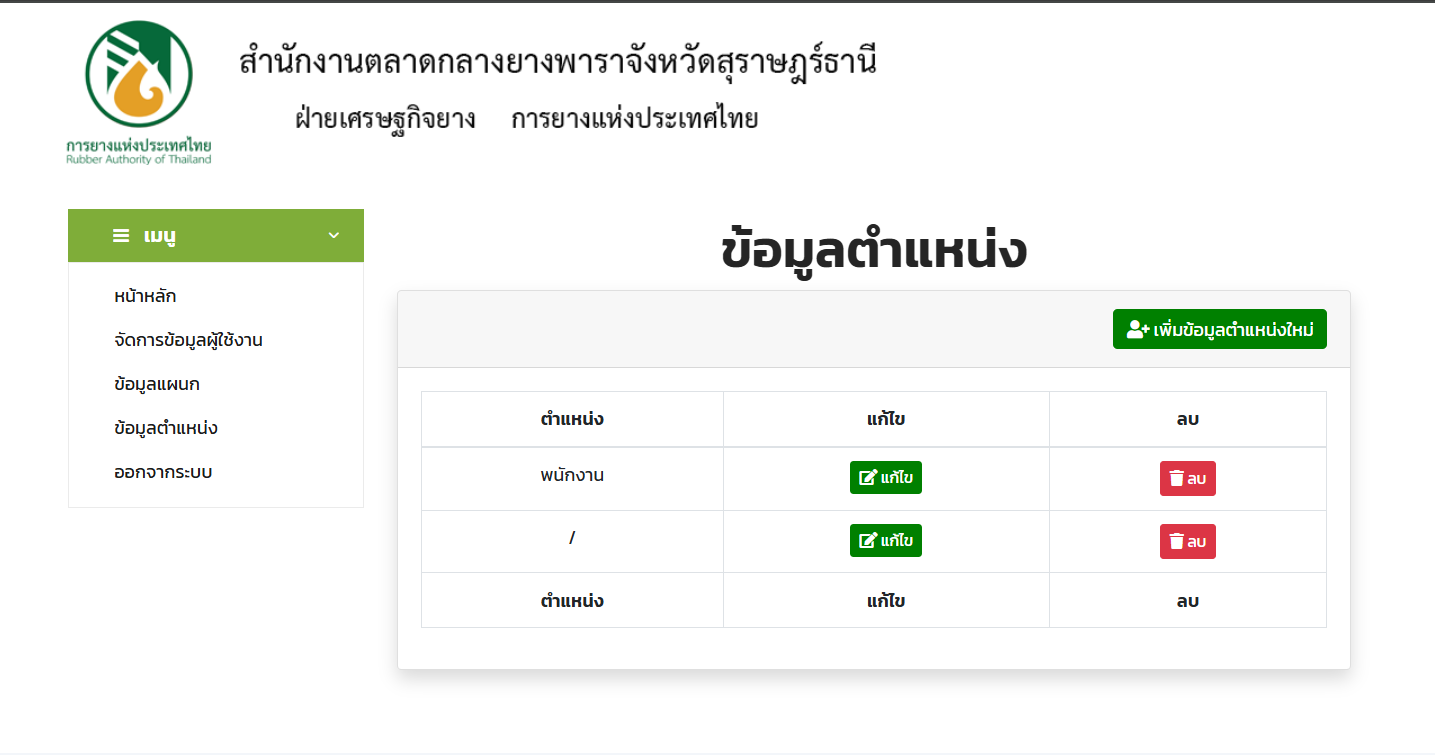 สำนักงานตลาดกลางยางพาราจังหวัดสุราษฎร์ธานี
ฝ่ายเศรษฐกิจยาง การยางแห่งประเทศไทย
การยางแห่งประเทศไทย
Rubber Authority of Thailand
เมนู
หน้าหลัก
จัดการข้อมูลผู้ใช้งาน
ข้อมูลแผนก
ข้อมูลตำแหน่ง
ออกจากระบบ
ข้อมูลตำแหน่ง
เพิ่มข้อมูลตำแหน่งใหม่
ตำแหน่ง แก้ไข ลบ
พนักงาน แก้ไข ลบ
/ แก้ไข ลบ
ตำแหน่ง แก้ไข ลบ